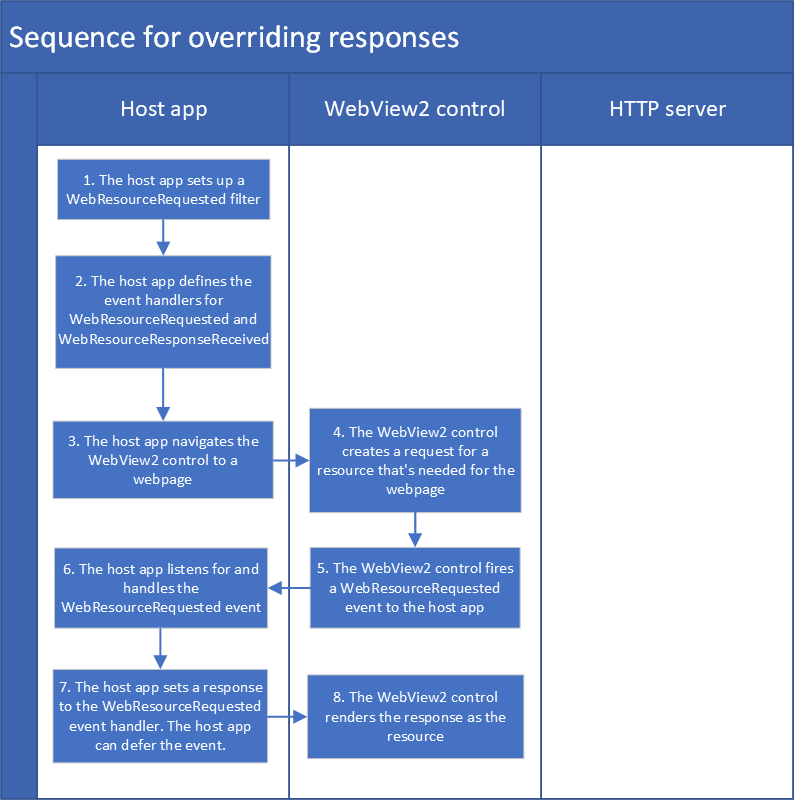 Sequence for overriding responses
Host app
WebView2 control
HTTP server
1. The host app sets up a
WebResourceRequested filter
2. The host app defines the
event handlers for
WebResourceRequested and
WebResourceResponseReceived
3. The host app navigates the
WebView2 control to a
webpage
4. The WebView2 control
creates a request for a
resource that's needed for the
webpage
5. The WebView2 control fires
a WebResourceRequested
event to the host app
6. The host app listens for and
handles the
WebResourceRequested event
7. The host app sets a response
to the WebResourceRequested
event handler. The host app
can defer the event.
8. The WebView2 control
renders the response as the
resource